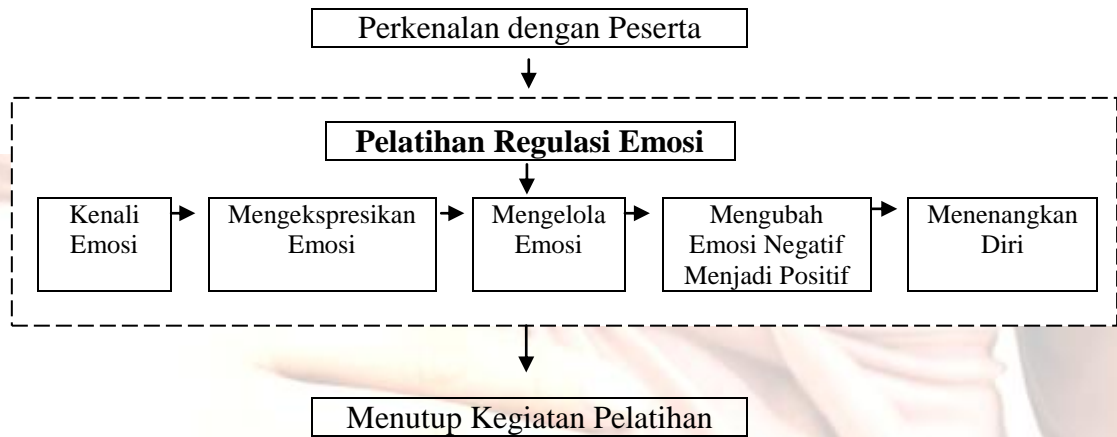 Perkenalan dengan Peserta
Pelatihan Regulasi Emosi
Kenali
Emosi
Mengekspresikan
Emosi
Mengelola
Emosi
Mengubah
Emosi Negatif
Menjadi Positif
Menenangkan
Diri
Menutup Kegiatan Pelatihan